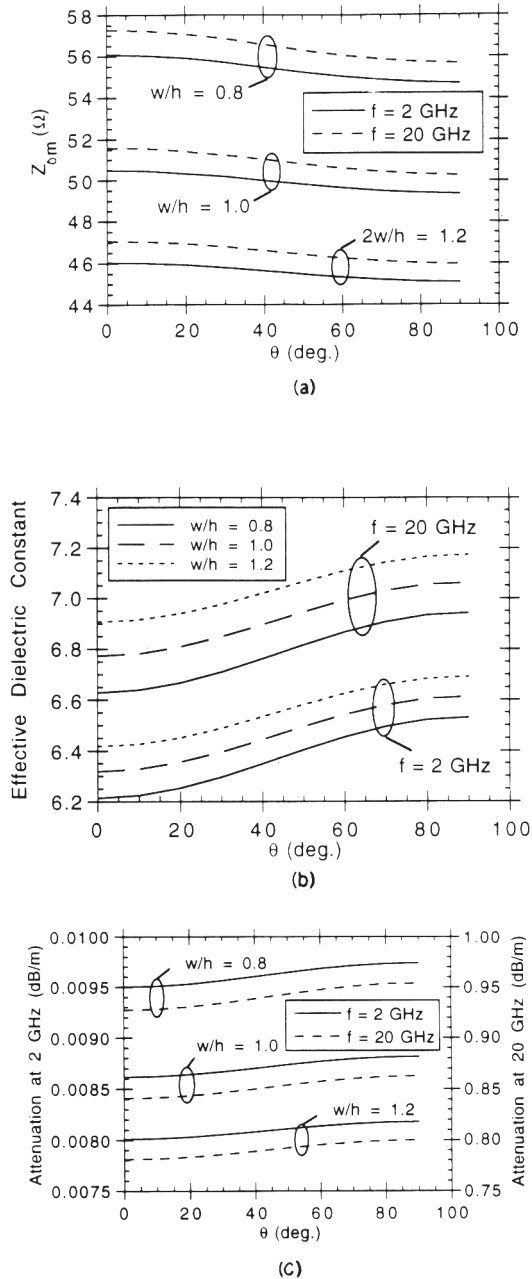 58
56
54
52
50
48
46
44
Z₀ₘ (Ω)
w/h = 0.8
f = 2 GHz
f = 20 GHz
w/h = 1.0
2w/h = 1.2
0 20 40 60 80 100
θ (deg.)
(a)
7.4
7.2
7.0
6.8
6.6
6.4
6.2
Effective Dielectric Constant
w/h = 0.8
w/h = 1.0
w/h = 1.2
f = 20 GHz
f = 2 GHz
0 20 40 60 80 100
θ (deg.)
(b)
0.0100
0.0095
0.0090
0.0085
0.0080
0.0075
Attenuation at 2 GHz (dB/m)
w/h = 0.8
f = 2 GHz
f = 20 GHz
w/h = 1.0
w/h = 1.2
1.00
0.95
0.90
0.85
0.80
0.75
Attenuation at 20 GHz (dB/m)
0 20 40 60 80 100
θ (deg.)
(c)